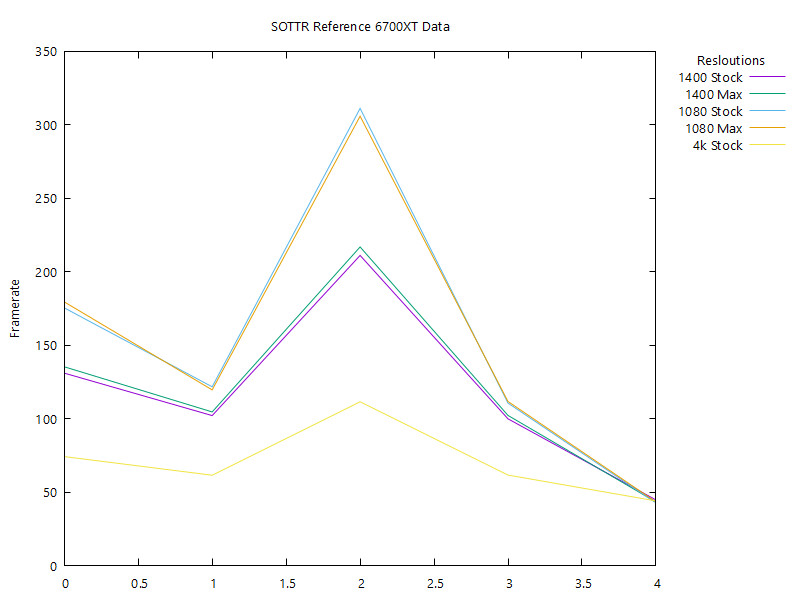 SOTTR Reference 6700XT Data
Resloutions
1400 Stock
1400 Max
1080 Stock
1080 Max
4k Stock
Framerate
350
300
250
200
150
100
50
0
0 0.5 1 1.5 2 2.5 3 3.5 4